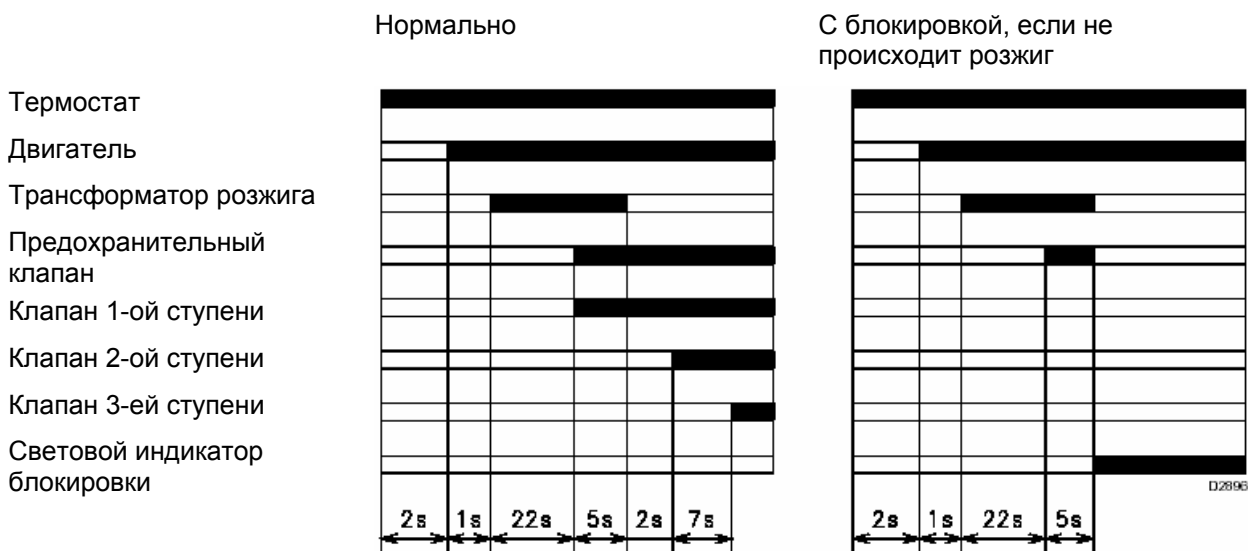 Нормально
С блокировкой, если не
происходит розжиг
Термостат
Двигатель
Трансформатор розжига
Предохранительный
клапан
Клапан 1-ой ступени
Клапан 2-ой ступени
Клапан 3-ей ступени
Световой индикатор
блокировки
D2896
2s 1s 22s 5s 2s 7s
2s 1s 22s 5s